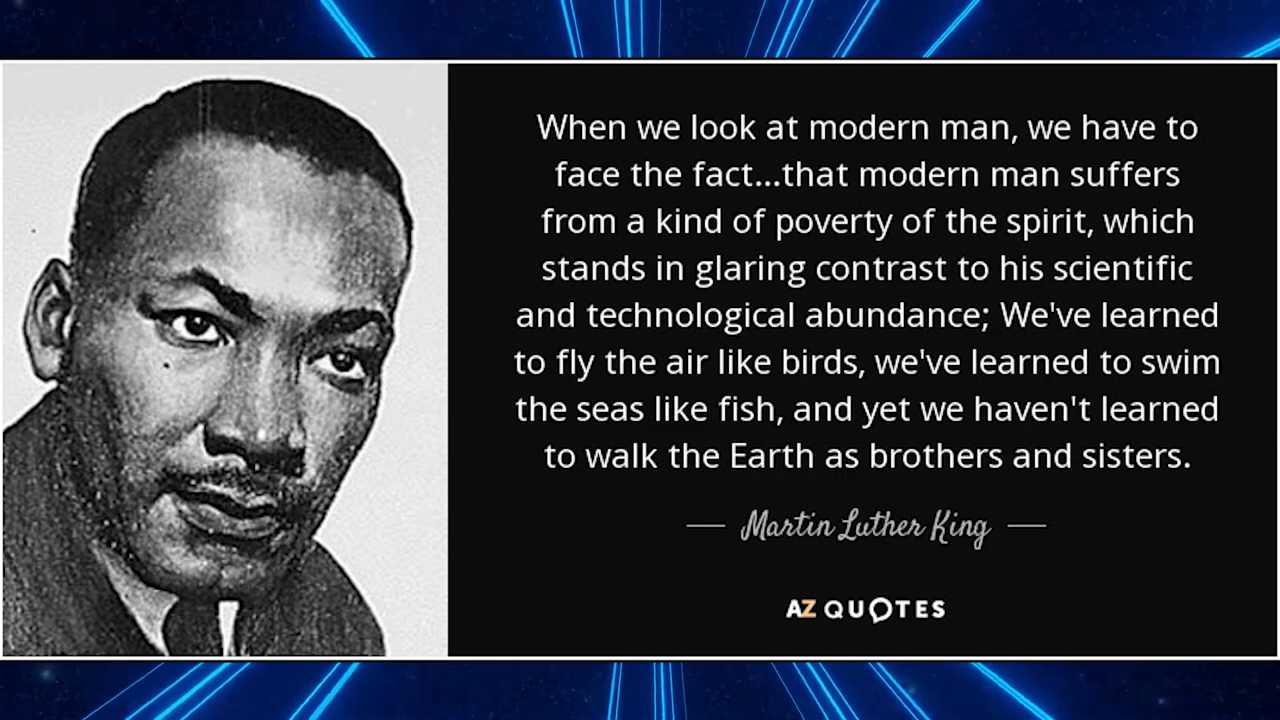 When we look at modern man, we have to
face the fact...that modern man suffers
from a kind of poverty of the spirit, which
stands in glaring contrast to his scientific
and technological abundance; We've learned
to fly the air like birds, we've learned to swim
the seas like fish, and yet we haven't learned
to walk the Earth as brothers and sisters.
Martin Luther King
AZ QUOTES